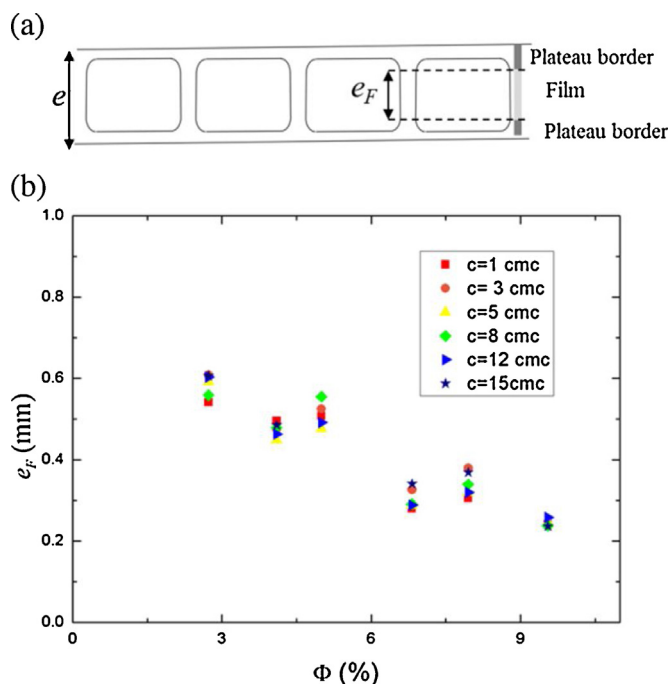 (a)
e
e_F
Plateau border
Film
Plateau border
(b)
1.0
0.8
0.6
0.4
0.2
0.0
e_F (mm)
c=1 cmc
c= 3 cmc
c=5 cmc
c=8 cmc
c=12 cmc
c=15cmc
0 3 6 9
Φ (%)